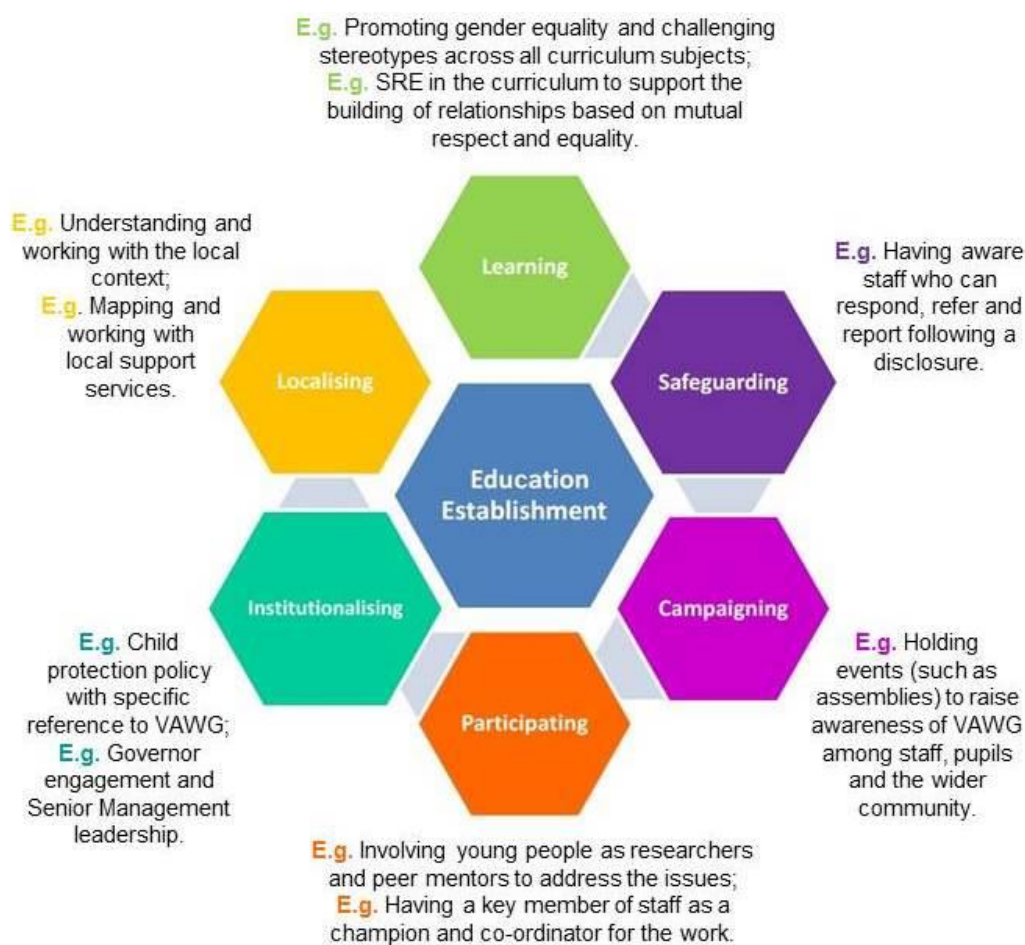 E.g. Promoting gender equality and challenging
stereotypes across all curriculum subjects;
E.g. SRE in the curriculum to support the
building of relationships based on mutual
respect and equality.
Learning
E.g. Understanding and
working with the local
context;
E.g. Mapping and
working with
local support
services.
Localising
E.g. Having aware
staff who can
respond, refer and
report following a
disclosure.
Safeguarding
Education
Establishment
Institutionalising
E.g. Child
protection policy
with specific
reference to VAWG;
E.g. Governor
engagement and
Senior Management
leadership.
Campaigning
E.g. Holding
events (such as
assemblies) to raise
awareness of VAWG
among staff, pupils
and the wider
community.
Participating
E.g. Involving young people as researchers
and peer mentors to address the issues;
E.g. Having a key member of staff as a
champion and co-ordinator for the work.